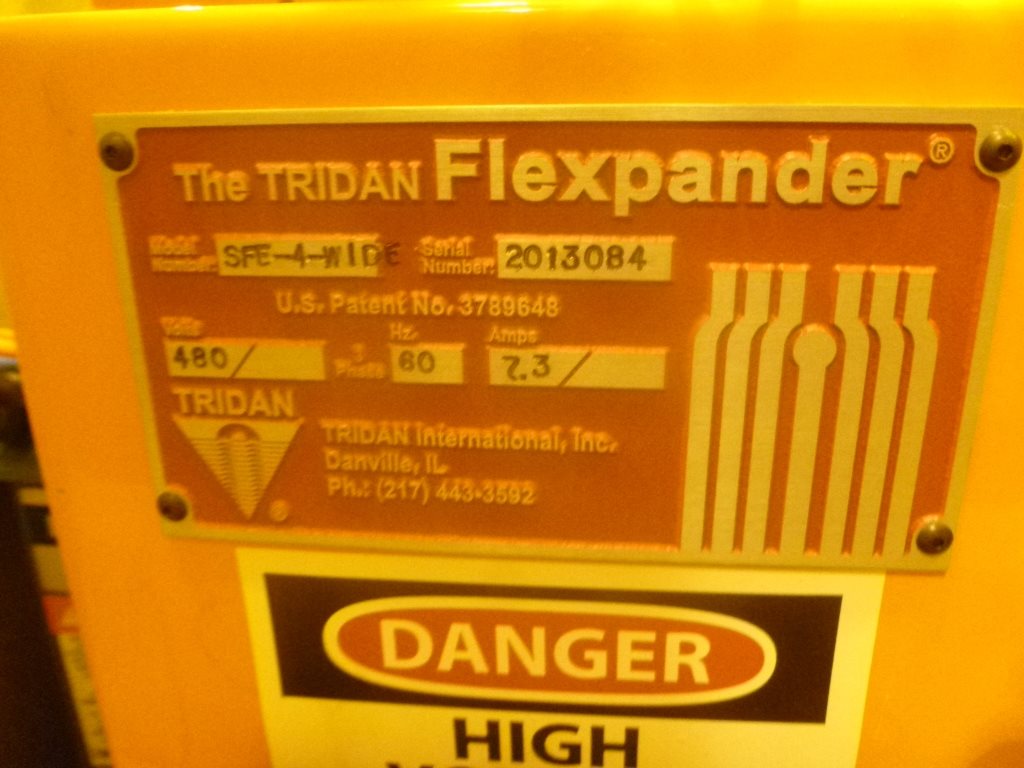 The TRIDAN Flexpander®
Model Number: SFE-4-WIDE Serial Number: 2013084
U.S. Patent No. 3789648
Volts 480/ 3 Phase Hz. 60 Amps 7.3/
TRIDAN
TRIDAN International, Inc.
Danville, IL
Ph.: (217) 443-3592
®
DANGER
HIGH